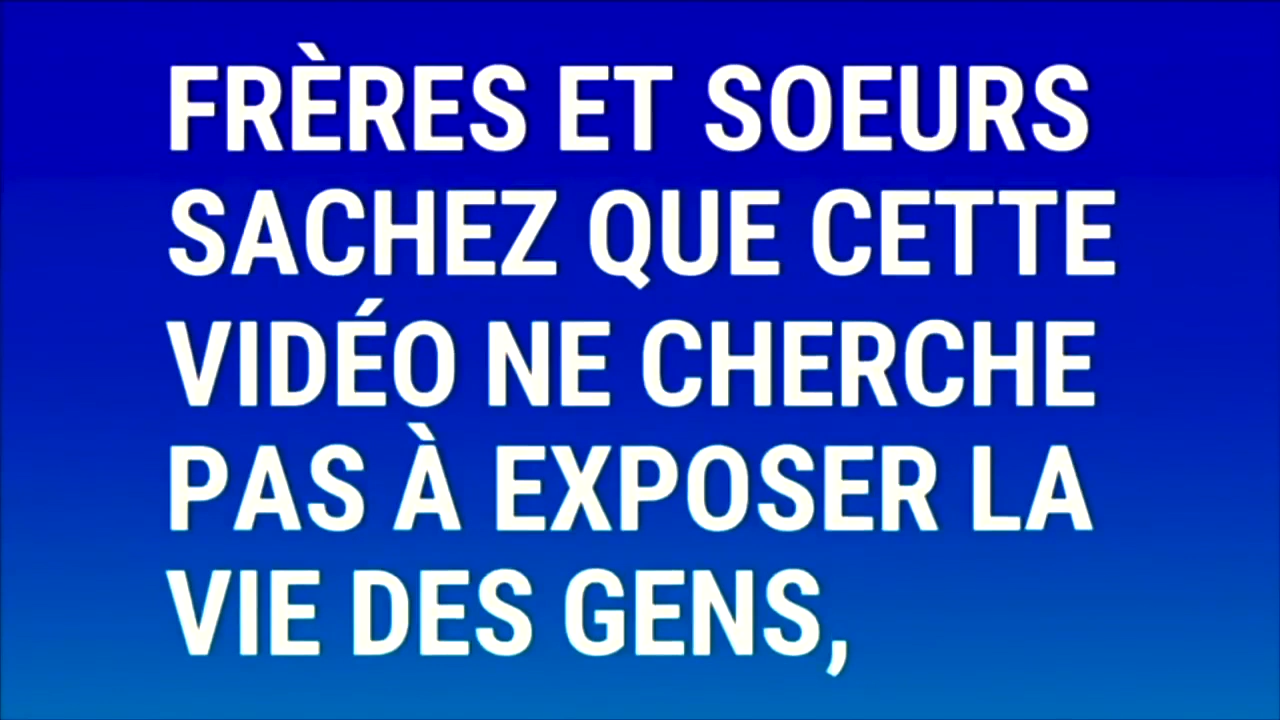 FRÈRES ET SOEURS
SACHEZ QUE CETTE
VIDÉO NE CHERCHE
PAS À EXPOSER LA
VIE DES GENS,